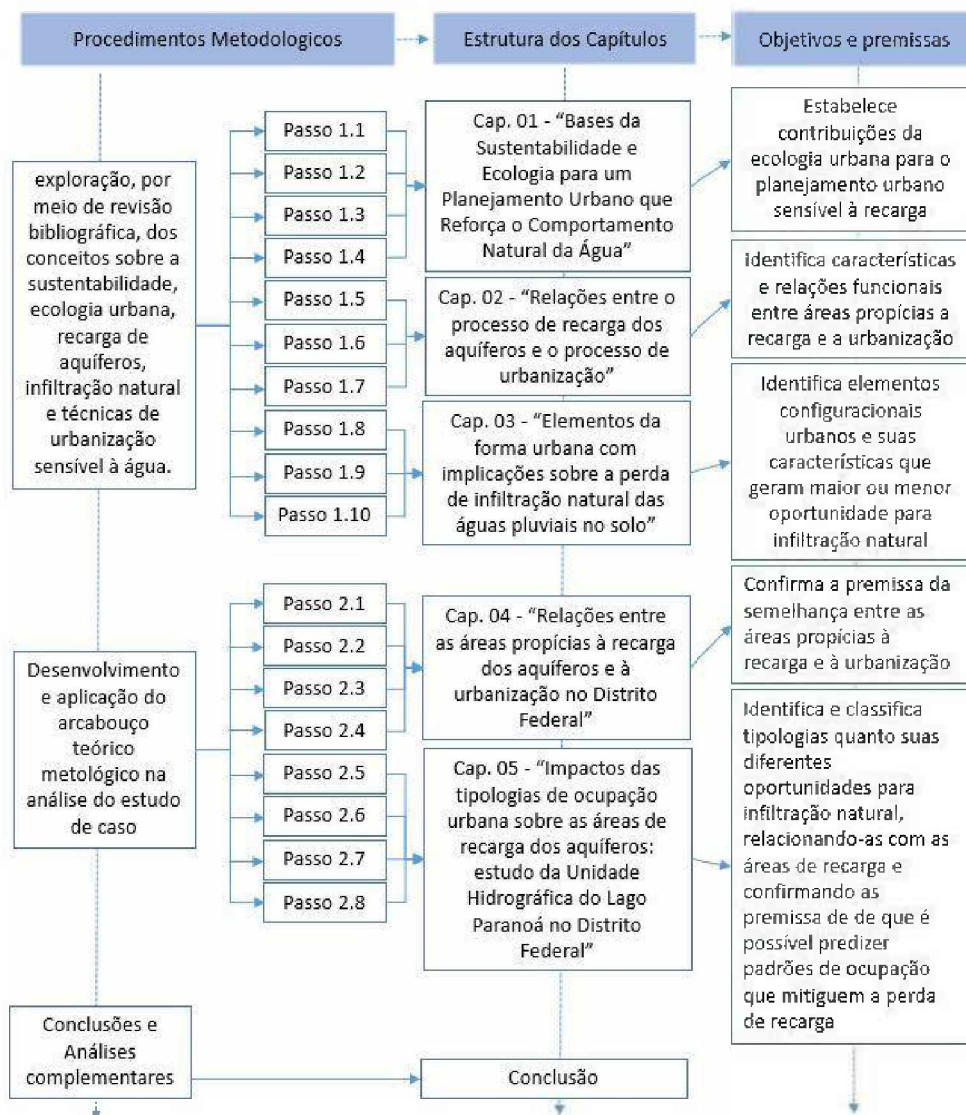 Procedimentos Metodologicos
Estrutura dos Capítulos
Objetivos e premissas
exploração, por
meio de revisão
bibliográfica, dos
conceitos sobre a
sustentabilidade,
ecologia urbana,
recarga de
aquíferos,
infiltração natural
e técnicas de
urbanização
sensível à água.
Passo 1.1
Passo 1.2
Passo 1.3
Passo 1.4
Passo 1.5
Passo 1.6
Passo 1.7
Passo 1.8
Passo 1.9
Passo 1.10
Cap. 01 - “Bases da
Sustentabilidade e
Ecologia para um
Planejamento Urbano que
Reforça o Comportamento
Natural da Água”
Estabelece
contribuições da
ecologia urbana para o
planejamento urbano
sensível à recarga
Cap. 02 - “Relações entre o
processo de recarga dos
aquíferos e o processo de
urbanização”
Identifica características
e relações funcionais
entre áreas propícias a
recarga e a urbanização
Cap. 03 - “Elementos da
forma urbana com
implicações sobre a perda
de infiltração natural das
águas pluviais no solo”
Identifica elementos
configuracionais
urbanos e suas
características que
geram maior ou menor
oportunidade para
infiltração natural
Desenvolvimento
e aplicação do
arcabouço
teórico
metológico na
análise do estudo
de caso
Passo 2.1
Passo 2.2
Passo 2.3
Passo 2.4
Passo 2.5
Passo 2.6
Passo 2.7
Passo 2.8
Cap. 04 - “Relações entre
as áreas propícias à recarga
dos aquíferos e à
urbanização no Distrito
Federal”
Confirma a premissa da
semelhança entre as
áreas propícias à
recarga e à urbanização
Cap. 05 - “Impactos das
tipologias de ocupação
urbana sobre as áreas de
recarga dos aquíferos:
estudo da Unidade
Hidrográfica do Lago
Paranoá no Distrito
Federal”
Identifica e classifica
tipologias quanto suas
diferentes
oportunidades para
infiltração natural,
relacionando-as com as
áreas de recarga e
confirmando as
premissa de de que é
possível predizer
padrões de ocupação
que mitiguem a perda
de recarga
Conclusões e
Análises
complementares
Conclusão